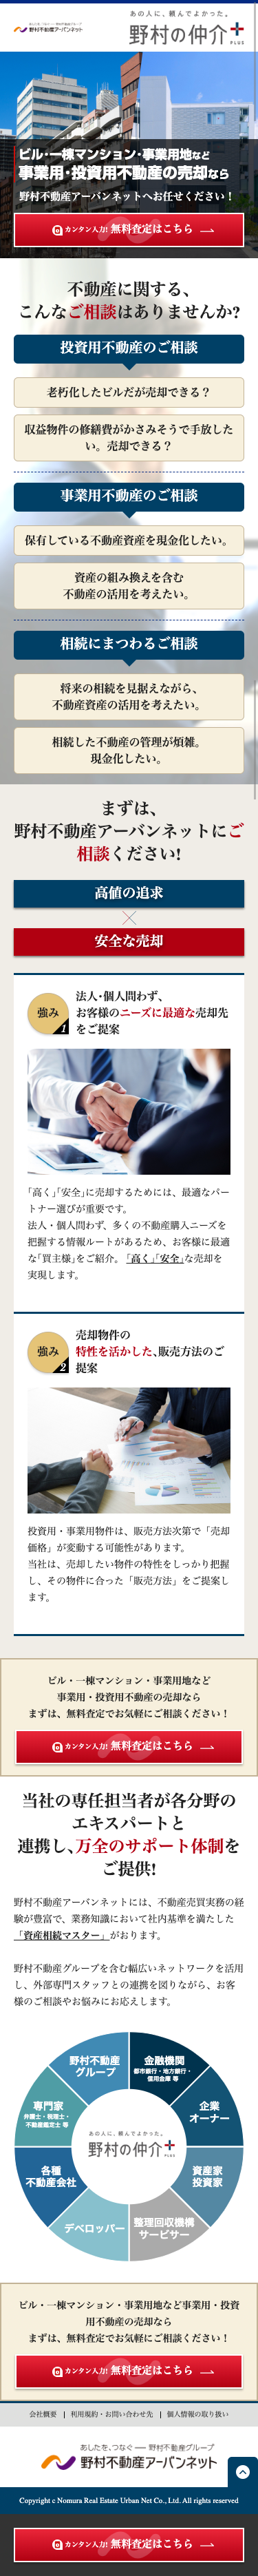 あの人に、頼んでよかった。
野村不動産アーバンネット
野村の仲介
PLUS
ビル・一棟マンション・事業用地など
事業用・投資用不動産の売却なら
野村不動産アーバンネットへお任せください!
カンタン入力! 無料査定はこちら
不動産に関する、
こんなご相談はありませんか?
投資用不動産のご相談
老朽化したビルだが売却できる?
収益物件の修繕費がかさみそうで手放した
い。売却できる?
事業用不動産のご相談
保有している不動産資産を現金化したい。
資産の組み換えを含む
不動産の活用を考えたい。
相続にまつわるご相談
将来の相続を見据えながら、
不動産資産の活用を考えたい。
相続した不動産の管理が煩雑。
現金化したい。
まずは、
野村不動産アーバンネットにご
相談ください!
高値の追求
安全な売却
強み
1
法人・個人問わず、
お客様のニーズに最適な売却先
をご提案
「高く」「安全」に売却するためには、最適なパー
トナー選びが重要です。
法人・個人問わず、多くの不動産購入ニーズを
把握する情報ルートがあるため、お客様に最適
な「買主様」をご紹介。「高く」「安全」な売却を
実現します。
強み
2
売却物件の
特性を活かした、販売方法のご
提案
投資用・事業用物件は、販売方法次第で「売却
価格」が変動する可能性があります。
当社は、売却したい物件の特性をしっかり把握
し、その物件に合った「販売方法」をご提案し
ます。
ビル・一棟マンション・事業用地など
事業用・投資用不動産の売却なら
まずは、無料査定でお気軽にご相談ください!
カンタン入力! 無料査定はこちら
当社の専任担当者が各分野の
エキスパートと
連携し、万全のサポート体制を
ご提供!
野村不動産アーバンネットには、不動産売買実務の経
験が豊富で、業務知識において社内基準を満たした
「資産相続マスター」がおります。
野村不動産グループを含む幅広いネットワークを活用
し、外部専門スタッフとの連携を図りながら、お客
様のご相談やお悩みにお応えします。
野村不動産
グループ
金融機関
都市銀行・地方銀行・
信用金庫 等
専門家
弁護士・税理士・
不動産鑑定士 等
企業
オーナー
あの人に、頼んでよかった。
野村の仲介
PLUS
各種
不動産会社
資産家
投資家
デベロッパー
整理回収機構
サービサー
ビル・一棟マンション・事業用地など事業用・投資
用不動産の売却なら
まずは、無料査定でお気軽にご相談ください!
カンタン入力! 無料査定はこちら
会社概要 | 利用規約・お問い合わせ先 | 個人情報の取り扱い
あしたを、つなぐ — 野村不動産グループ
野村不動産アーバンネット
Copyright c Nomura Real Estate Urban Net Co., Ltd. All rights reserved
カンタン入力! 無料査定はこちら